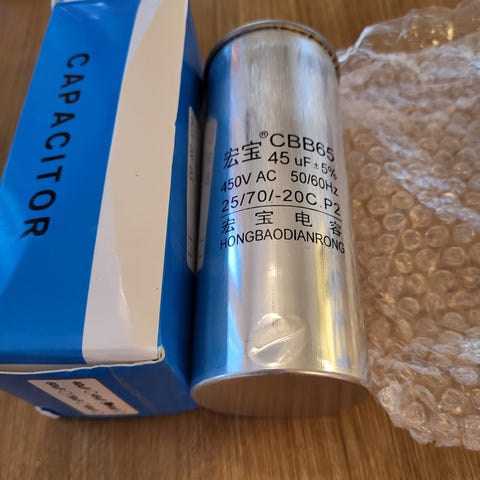 CAPACITOR
宏宝®CBB65
45 uF ±5%
450V AC 50/60Hz
25/70/-20C.P2
宏宝电容
HONGBAODIANRONG